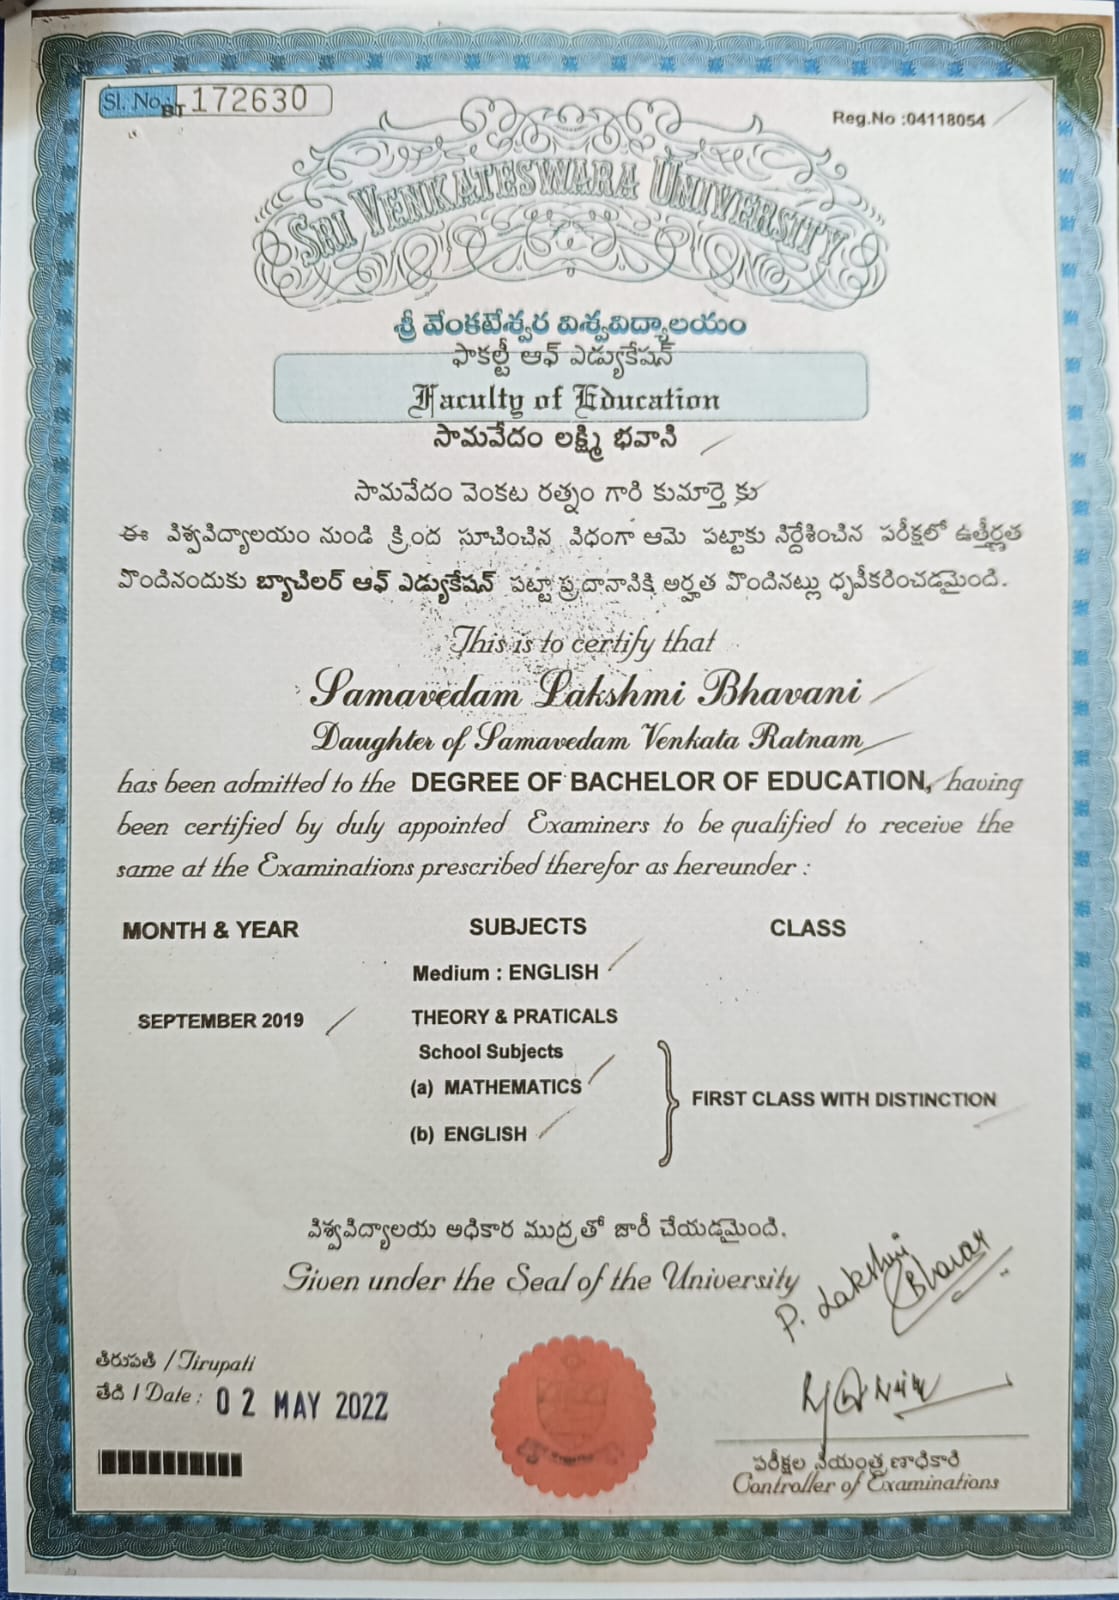 Sl. No. BT 172630
Reg.No :04118054
SRI VENKATESWARA UNIVERSITY
శ్రీ వేంకటేశ్వర విశ్వవిద్యాలయం
ఫాకల్టీ ఆఫ్ ఎడ్యుకేషన్
Faculty of Education
సామవేదం లక్ష్మి భవాని
సామవేదం వెంకట రత్నం గారి కుమార్తె కు
ఈ విశ్వవిద్యాలయం నుండి క్రింద సూచించిన విధంగా ఆమె పట్టాకు నిర్దేశించిన పరీక్షలో ఉత్తీర్ణత
పొందినందుకు బ్యాచిలర్ ఆఫ్ ఎడ్యుకేషన్ పట్టా ప్రదానానికి అర్హత పొందినట్లు ధృవీకరించడమైంది.
This is to certify that
Samavedam Lakshmi Bhavani
Daughter of Samavedam Venkata Ratnam
has been admitted to the DEGREE OF BACHELOR OF EDUCATION, having
been certified by duly appointed Examiners to be qualified to receive the
same at the Examinations prescribed therefor as hereunder :
MONTH & YEAR SUBJECTS CLASS
Medium : ENGLISH
SEPTEMBER 2019 THEORY & PRATICALS
School Subjects
(a) MATHEMATICS
FIRST CLASS WITH DISTINCTION
(b) ENGLISH
విశ్వవిద్యాలయ అధికార ముద్రతో జారీ చేయడమైంది.
Given under the Seal of the University
P. Lakshmi
తిరుపతి / Tirupati
తేది / Date : 02 MAY 2022
పరీక్షల నియంత్రణాధికారి
Controller of Examinations